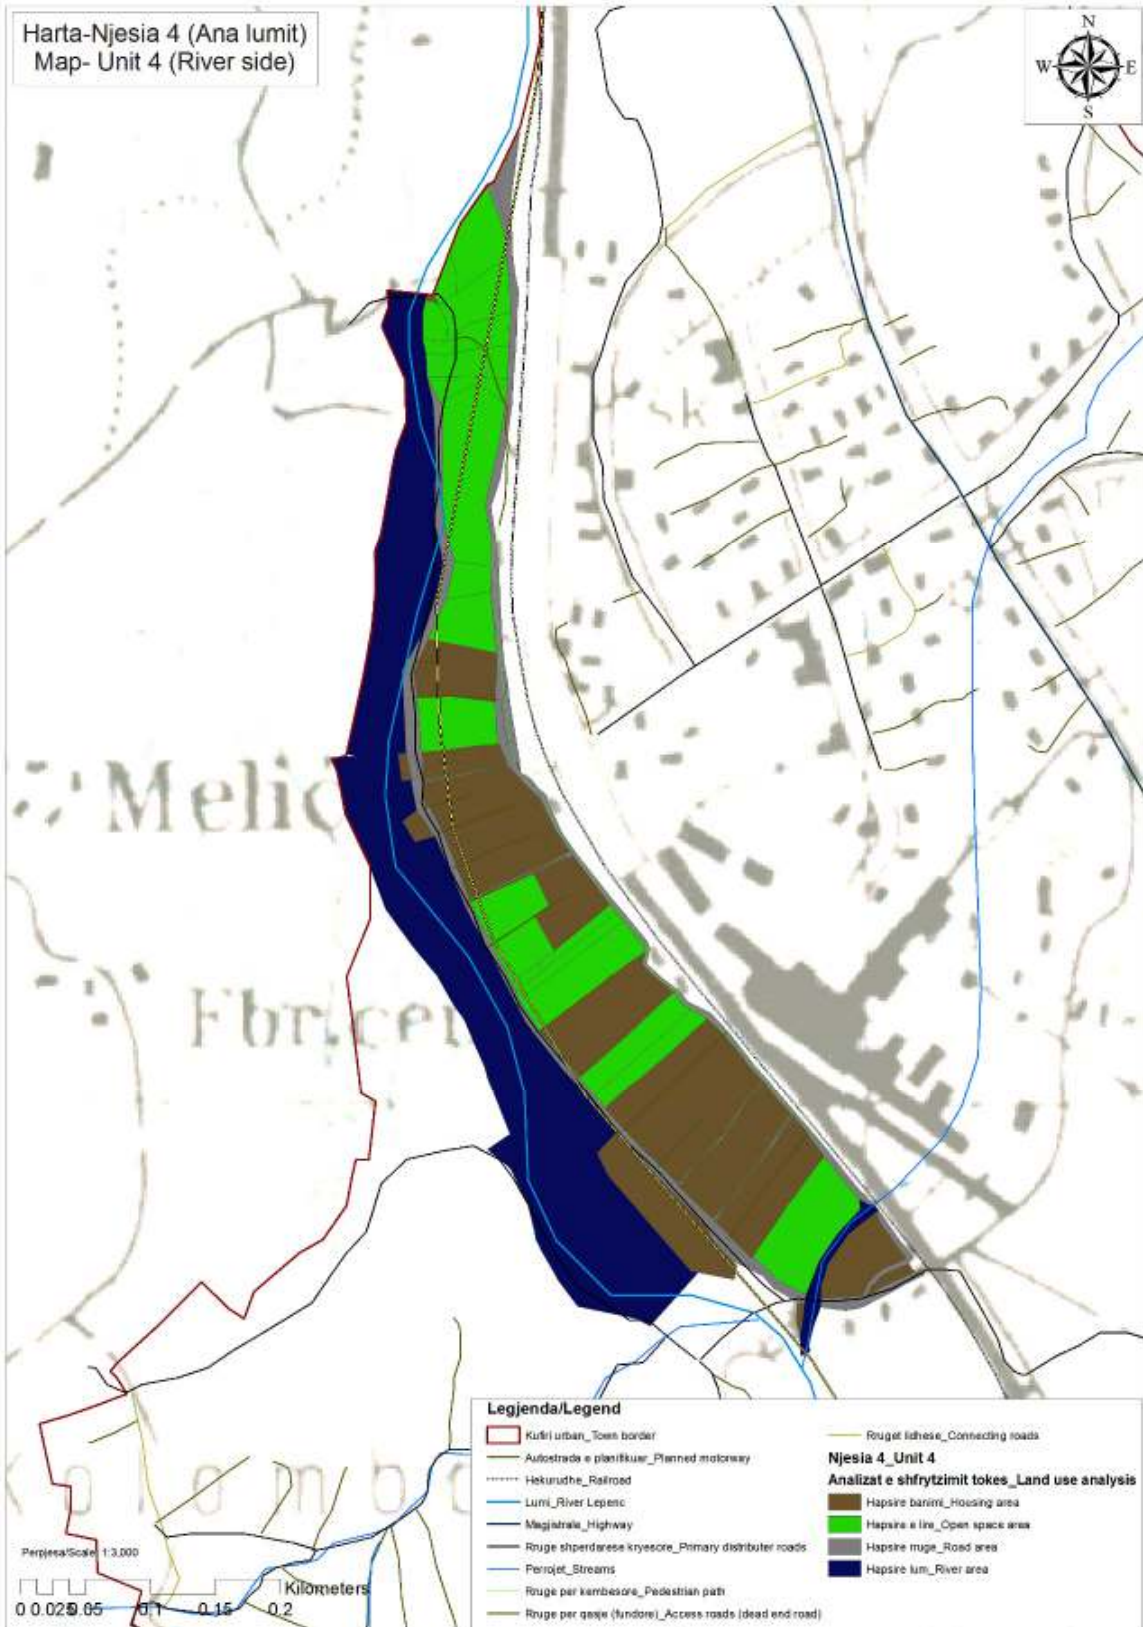 Harta-Njesia 4 (Ana lumit)
Map- Unit 4 (River side)
N
W E
S
sk
Melic
Fbricen
kolombo
Legjenda/Legend
Kufiri urban_Town border
Autostrada e planifikuar_Planned motorway
Hekurudhe_Railroad
Lumi_River Lepenc
Magjistrale_Highway
Rruge shperdarese kryesore_Primary distributer roads
Perrojet_Streams
Rruge per kembesore_Pedestrian path
Rruge per qasje (fundore)_Access roads (dead end road)
Rruget lidhese_Connecting roads
Njesia 4_Unit 4
Analizat e shfrytzimit tokes_Land use analysis
Hapsire banimi_Housing area
Hapsire e lire_Open space area
Hapsire rruge_Road area
Hapsire lum_River area
Perpjesa/Scale 1:3,000
Kilometers
0 0.025 0.05 0.1 0.15 0.2